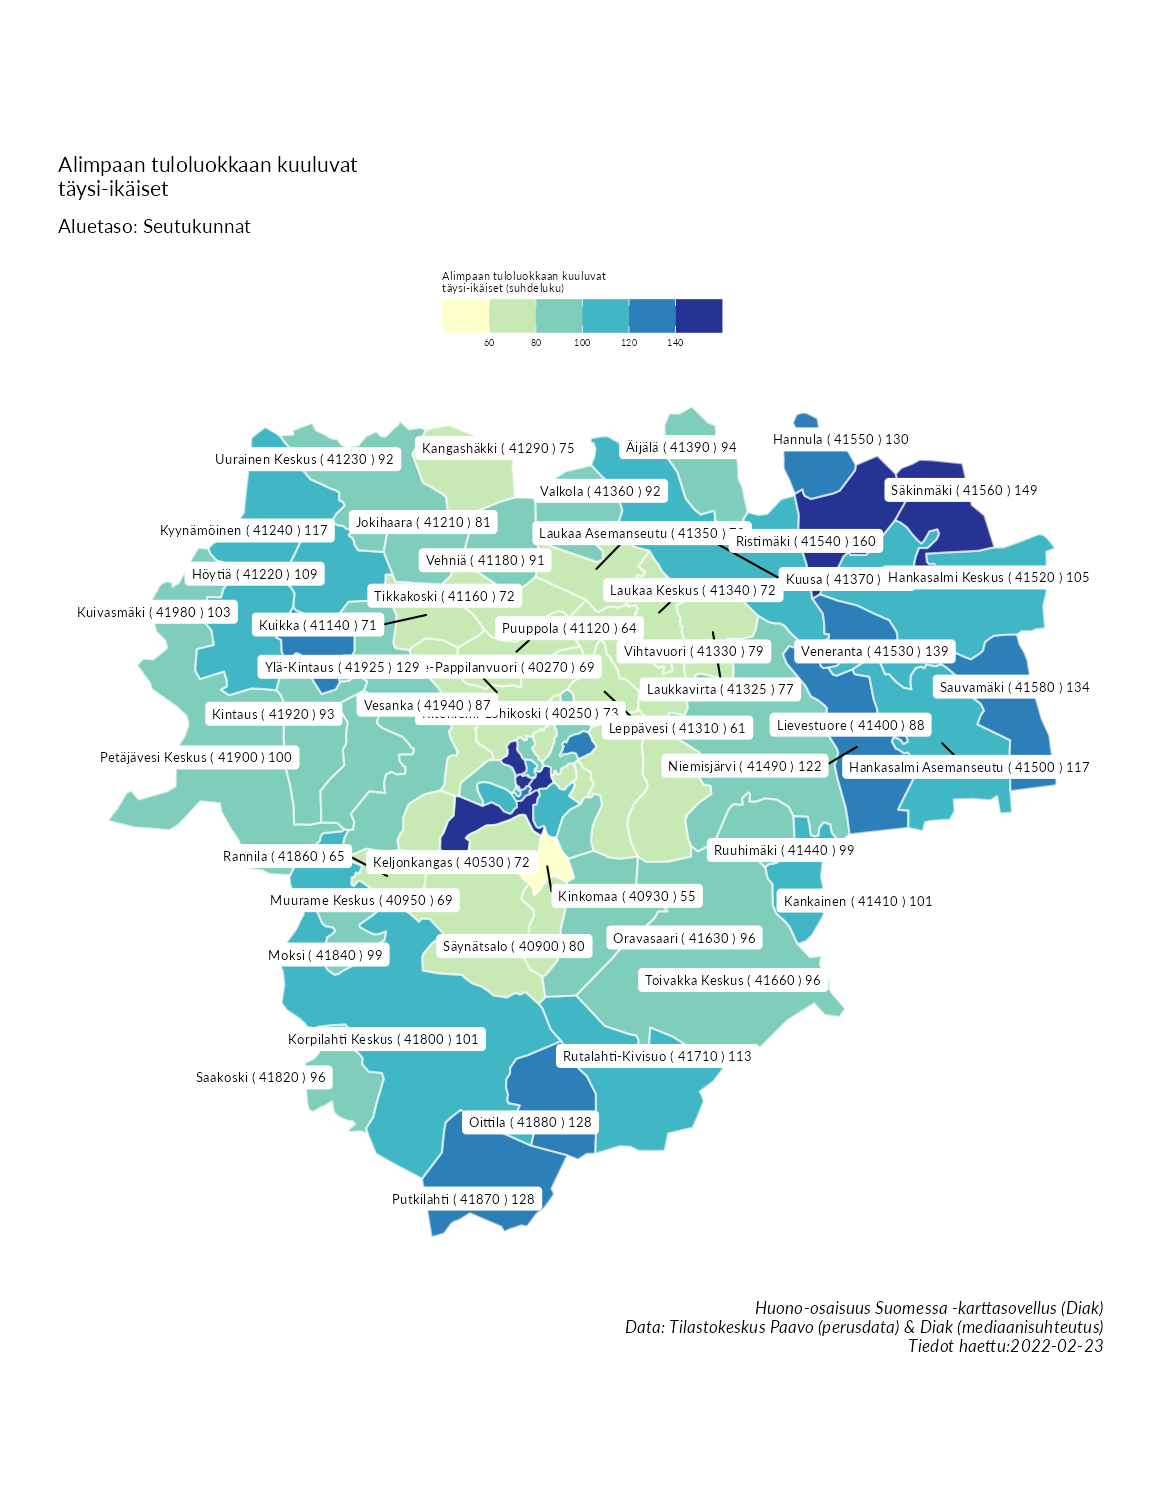 Alimpaan tuloluokkaan kuuluvat
täysi-ikäiset
Aluetaso: Seutukunnat
Alimpaan tuloluokkaan kuuluvat
täysi-ikäiset (suhdeluku)
60 80 100 120 140
Hannula ( 41550 ) 130
Äijälä ( 41390 ) 94
Kangashäkki ( 41290 ) 75
Uurainen Keskus ( 41230 ) 92
Valkola ( 41360 ) 92
Säkinmäki ( 41560 ) 149
Jokihaara ( 41210 ) 81
Kyynämöinen ( 41240 ) 117
Laukaa Asemanseutu ( 41350 )
Ristimäki ( 41540 ) 160
Vehniä ( 41180 ) 91
Höytiä ( 41220 ) 109
Kuusa ( 41370 )
Hankasalmi Keskus ( 41520 ) 105
Laukaa Keskus ( 41340 ) 72
Tikkakoski ( 41160 ) 72
Kuivasmäki ( 41980 ) 103
Kuikka ( 41140 ) 71
Puuppola ( 41120 ) 64
Vihtavuori ( 41330 ) 79
Veneranta ( 41530 ) 139
Ylä-Kintaus ( 41925 ) 129
-Pappilanvuori ( 40270 ) 69
Sauvamäki ( 41580 ) 134
Laukkavirta ( 41325 ) 77
Vesanka ( 41940 ) 87
Kintaus ( 41920 ) 93
( 40250 ) 73
Lievestuore ( 41400 ) 88
Leppävesi ( 41310 ) 61
Petäjävesi Keskus ( 41900 ) 100
Niemisjärvi ( 41490 ) 122
Hankasalmi Asemanseutu ( 41500 ) 117
Ruuhimäki ( 41440 ) 99
Rannila ( 41860 ) 65
Keljonkangas ( 40530 ) 72
Kinkomaa ( 40930 ) 55
Muurame Keskus ( 40950 ) 69
Kankainen ( 41410 ) 101
Oravasaari ( 41630 ) 96
Säynätsalo ( 40900 ) 80
Moksi ( 41840 ) 99
Toivakka Keskus ( 41660 ) 96
Korpilahti Keskus ( 41800 ) 101
Rutalahti-Kivisuo ( 41710 ) 113
Saakoski ( 41820 ) 96
Oittila ( 41880 ) 128
Putkilahti ( 41870 ) 128
Huono-osaisuus Suomessa -karttasovellus (Diak)
Data: Tilastokeskus Paavo (perusdata) & Diak (mediaanisuhteutus)
Tiedot haettu:2022-02-23